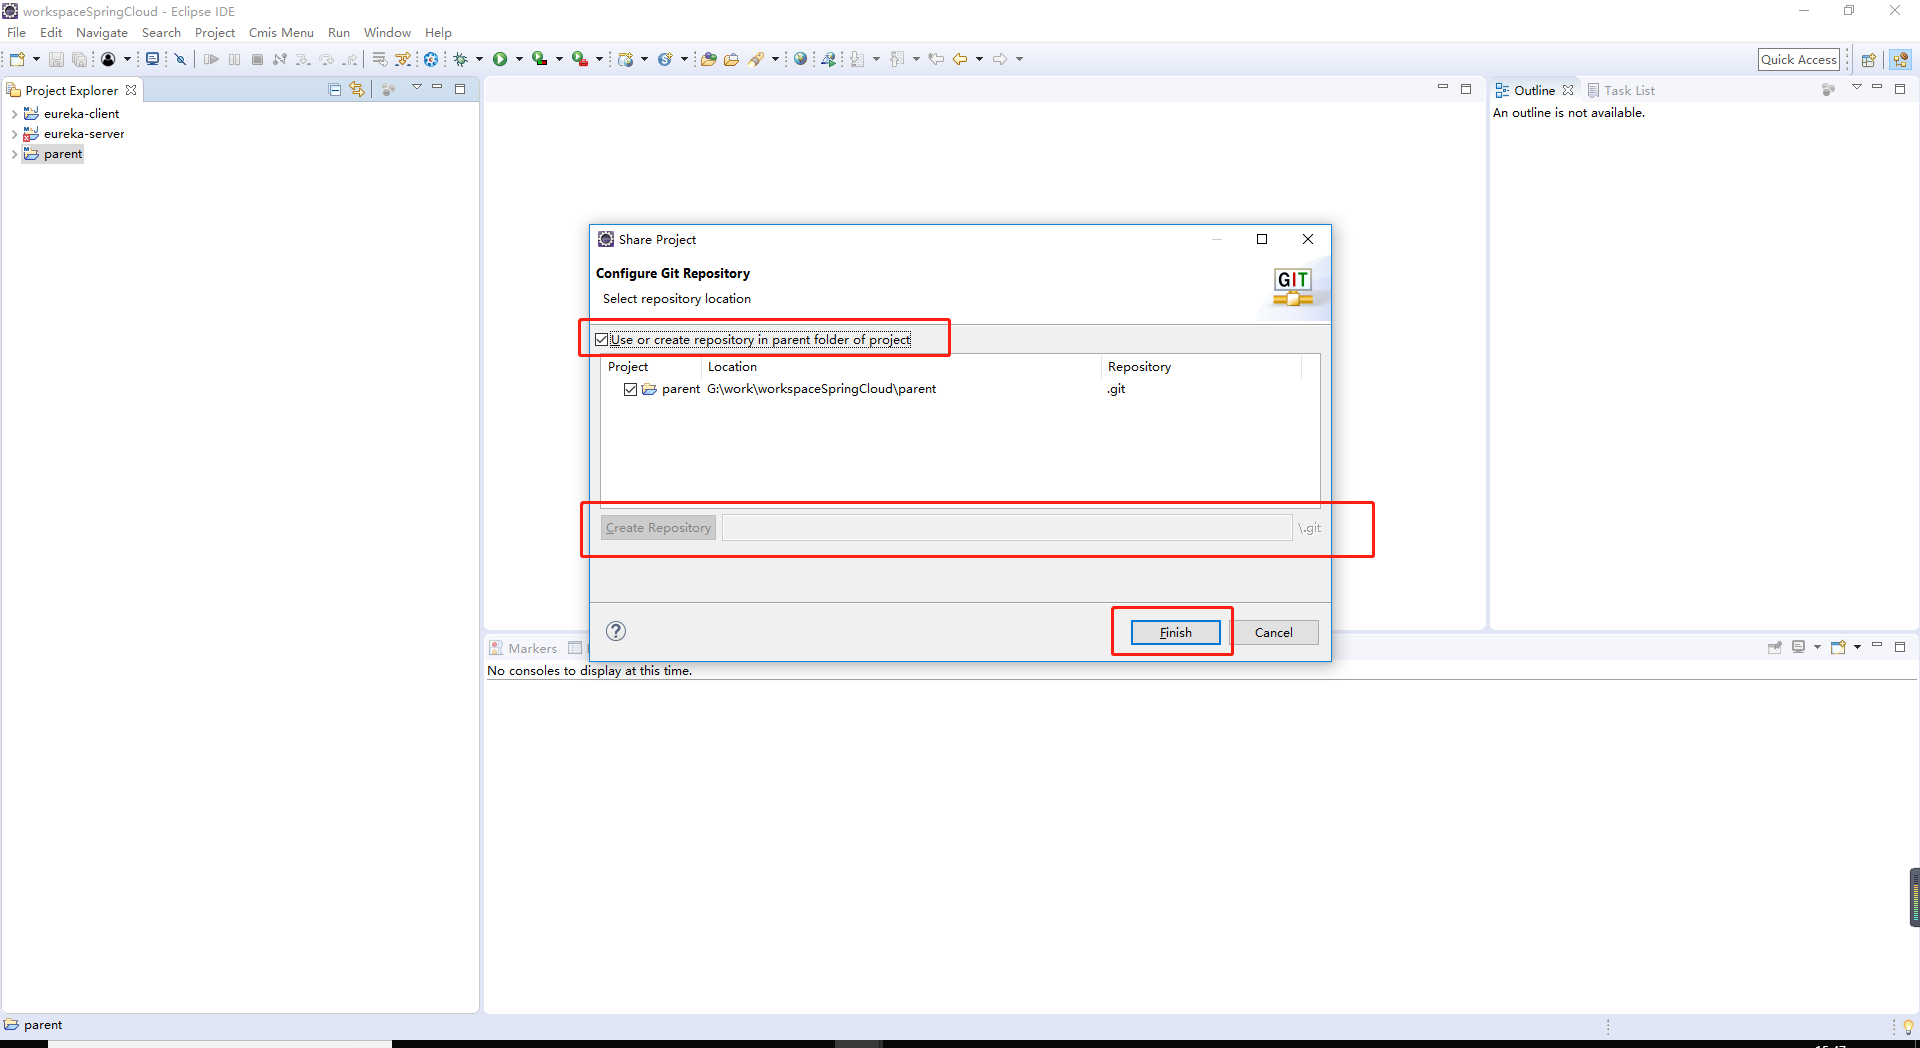 workspaceSpringCloud - Eclipse IDE
File Edit Navigate Search Project Cmis Menu Run Window Help
Quick Access
Project Explorer
Outline
Task List
eureka-client
eureka-server
parent
An outline is not available.
Share Project
Configure Git Repository
Select repository location
GIT
Use or create repository in parent folder of project
Project Location Repository
parent G:\work\workspaceSpringCloud\parent .git
Create Repository \.git
Finish Cancel
Markers
No consoles to display at this time.
parent